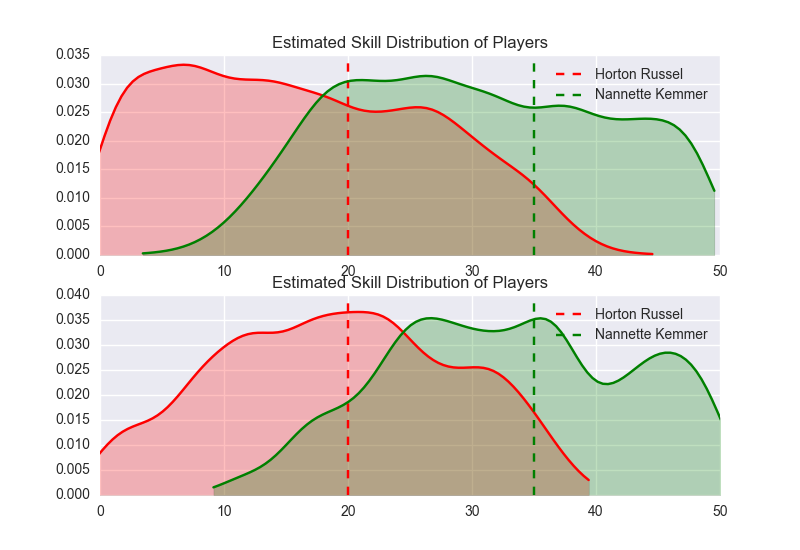 Estimated Skill Distribution of Players
0.035
0.030
0.025
0.020
0.015
0.010
0.005
0.000
Horton Russel
Nannette Kemmer
0 10 20 30 40 50
Estimated Skill Distribution of Players
0.040
0.035
0.030
0.025
0.020
0.015
0.010
0.005
0.000
Horton Russel
Nannette Kemmer
0 10 20 30 40 50